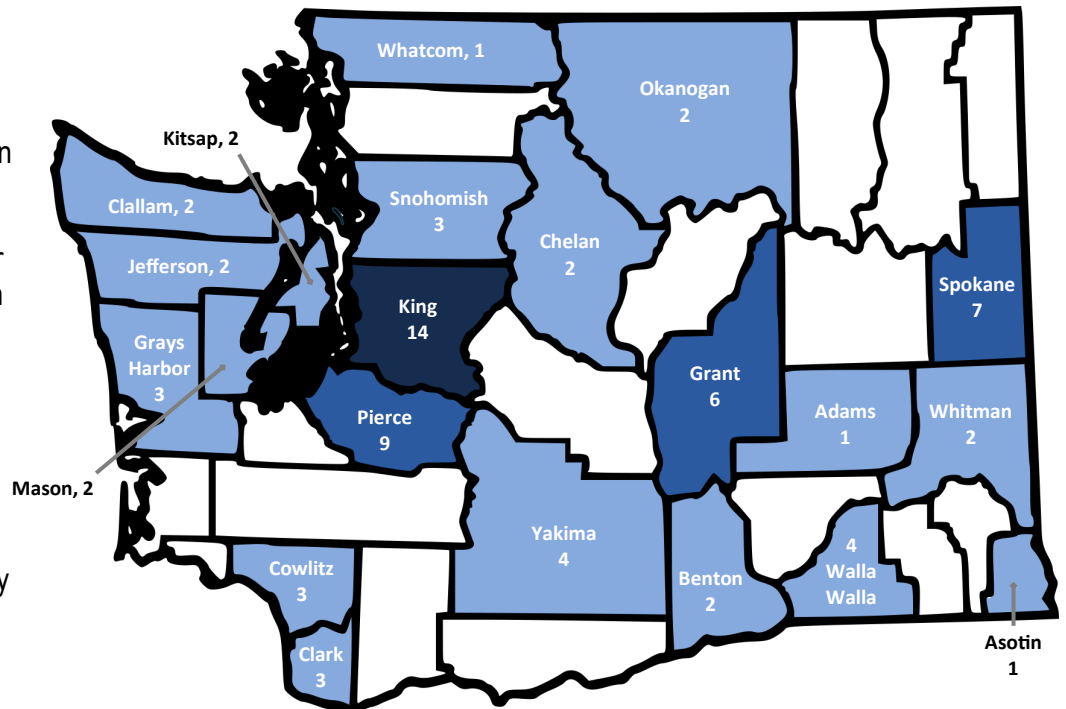 Whatcom, 1
Okanogan
2
Kitsap, 2
n
Clallam, 2
Snohomish
3
Chelan
2
Jefferson, 2
r
n
King
14
Spokane
7
Grays
Harbor
3
Grant
6
Pierce
9
Adams
1
Whitman
2
Mason, 2
Yakima
4
4
Walla
Walla
Cowlitz
3
Benton
2
y
Clark
3
Asotin
1